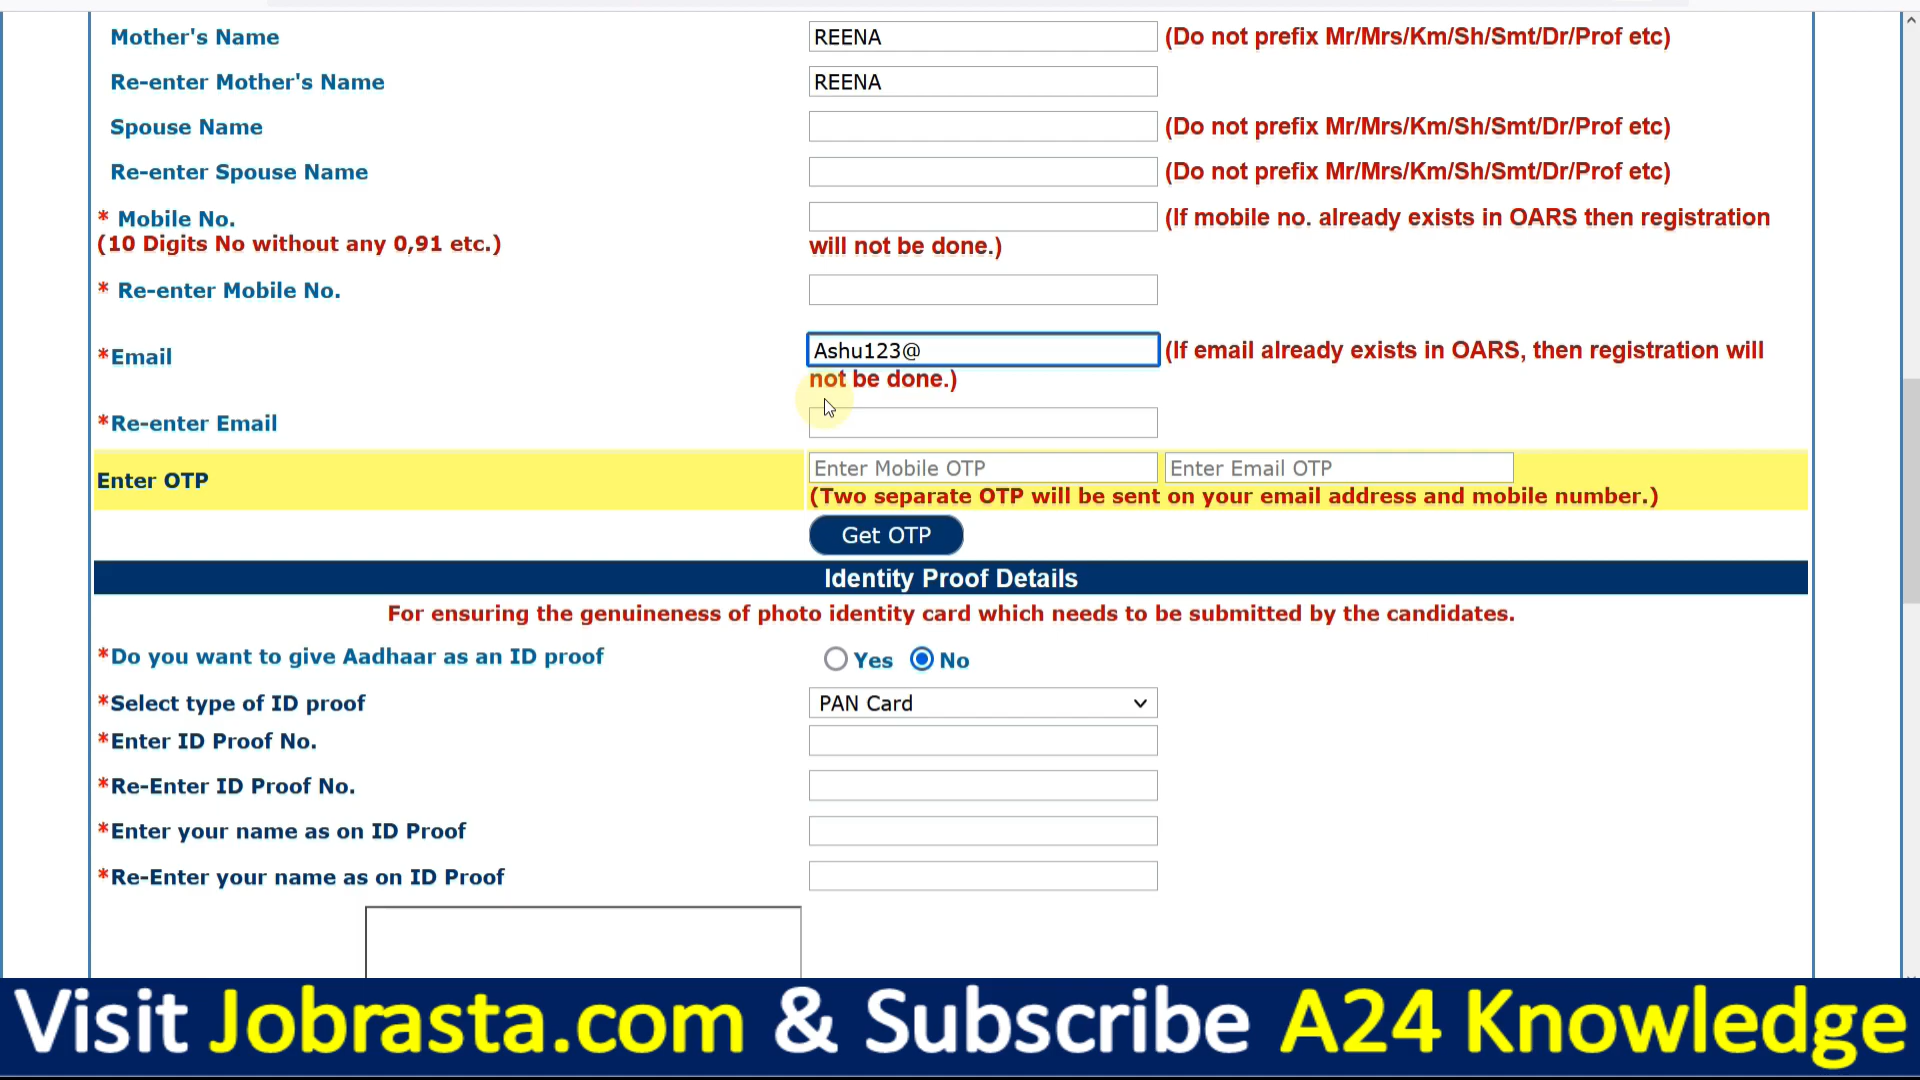 Mother's Name REENA (Do not prefix Mr/Mrs/Km/Sh/Smt/Dr/Prof etc)
Re-enter Mother's Name REENA
Spouse Name (Do not prefix Mr/Mrs/Km/Sh/Smt/Dr/Prof etc)
Re-enter Spouse Name (Do not prefix Mr/Mrs/Km/Sh/Smt/Dr/Prof etc)
* Mobile No. (If mobile no. already exists in OARS then registration
(10 Digits No without any 0,91 etc.) will not be done.)
* Re-enter Mobile No.
*Email Ashu123@ (If email already exists in OARS, then registration will
not be done.)
*Re-enter Email
Enter OTP Enter Mobile OTP Enter Email OTP
(Two separate OTP will be sent on your email address and mobile number.)
Get OTP
Identity Proof Details
For ensuring the genuineness of photo identity card which needs to be submitted by the candidates.
*Do you want to give Aadhaar as an ID proof Yes No
*Select type of ID proof PAN Card
*Enter ID Proof No.
*Re-Enter ID Proof No.
*Enter your name as on ID Proof
*Re-Enter your name as on ID Proof
Visit Jobrasta.com & Subscribe A24 Knowledge